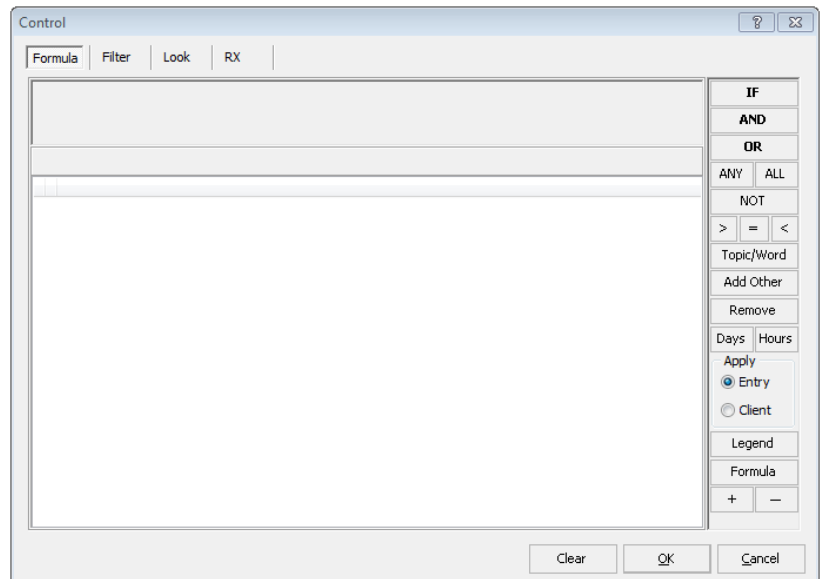 Control ?
Formula Filter Look RX
IF
AND
OR
ANY ALL
NOT
> = <
Topic/Word
Add Other
Remove
Days Hours
Apply
Entry
Client
Legend
Formula
+ —
Clear OK Cancel